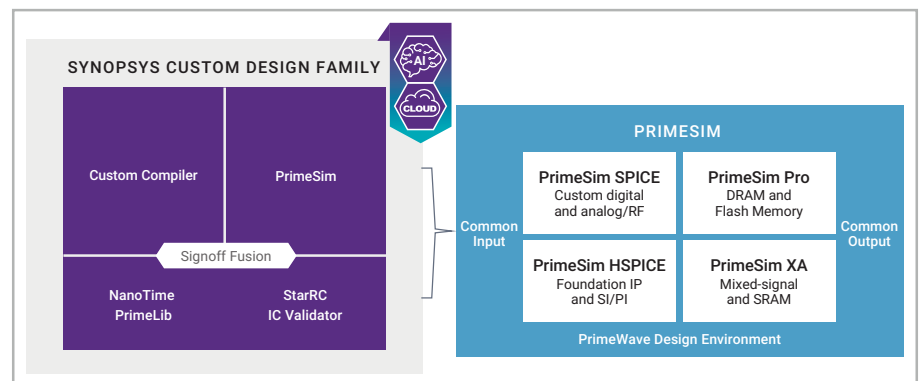 SYNOPSYS CUSTOM DESIGN FAMILY
AI
CLOUD
Custom Compiler
PrimeSim
Signoff Fusion
NanoTime
PrimeLib
StarRC
IC Validator
PRIMESIM
Common
Input
PrimeSim SPICE
Custom digital
and analog/RF
PrimeSim Pro
DRAM and
Flash Memory
PrimeSim HSPICE
Foundation IP
and SI/PI
PrimeSim XA
Mixed-signal
and SRAM
Common
Output
PrimeWave Design Environment